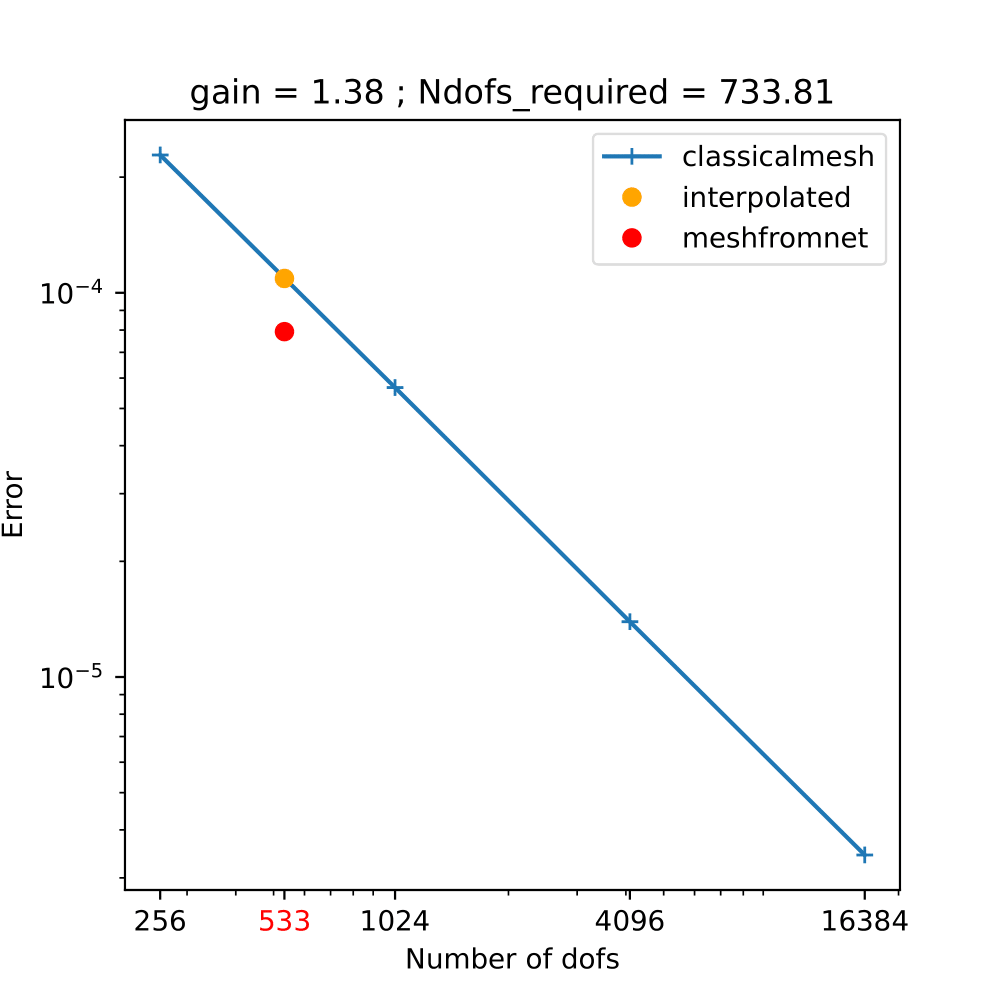 gain = 1.38 ; Ndofs_required = 733.81
classicalmesh
interpolated
meshfromnet
10⁻⁴
10⁻⁵
Error
256 533 1024 4096 16384
Number of dofs